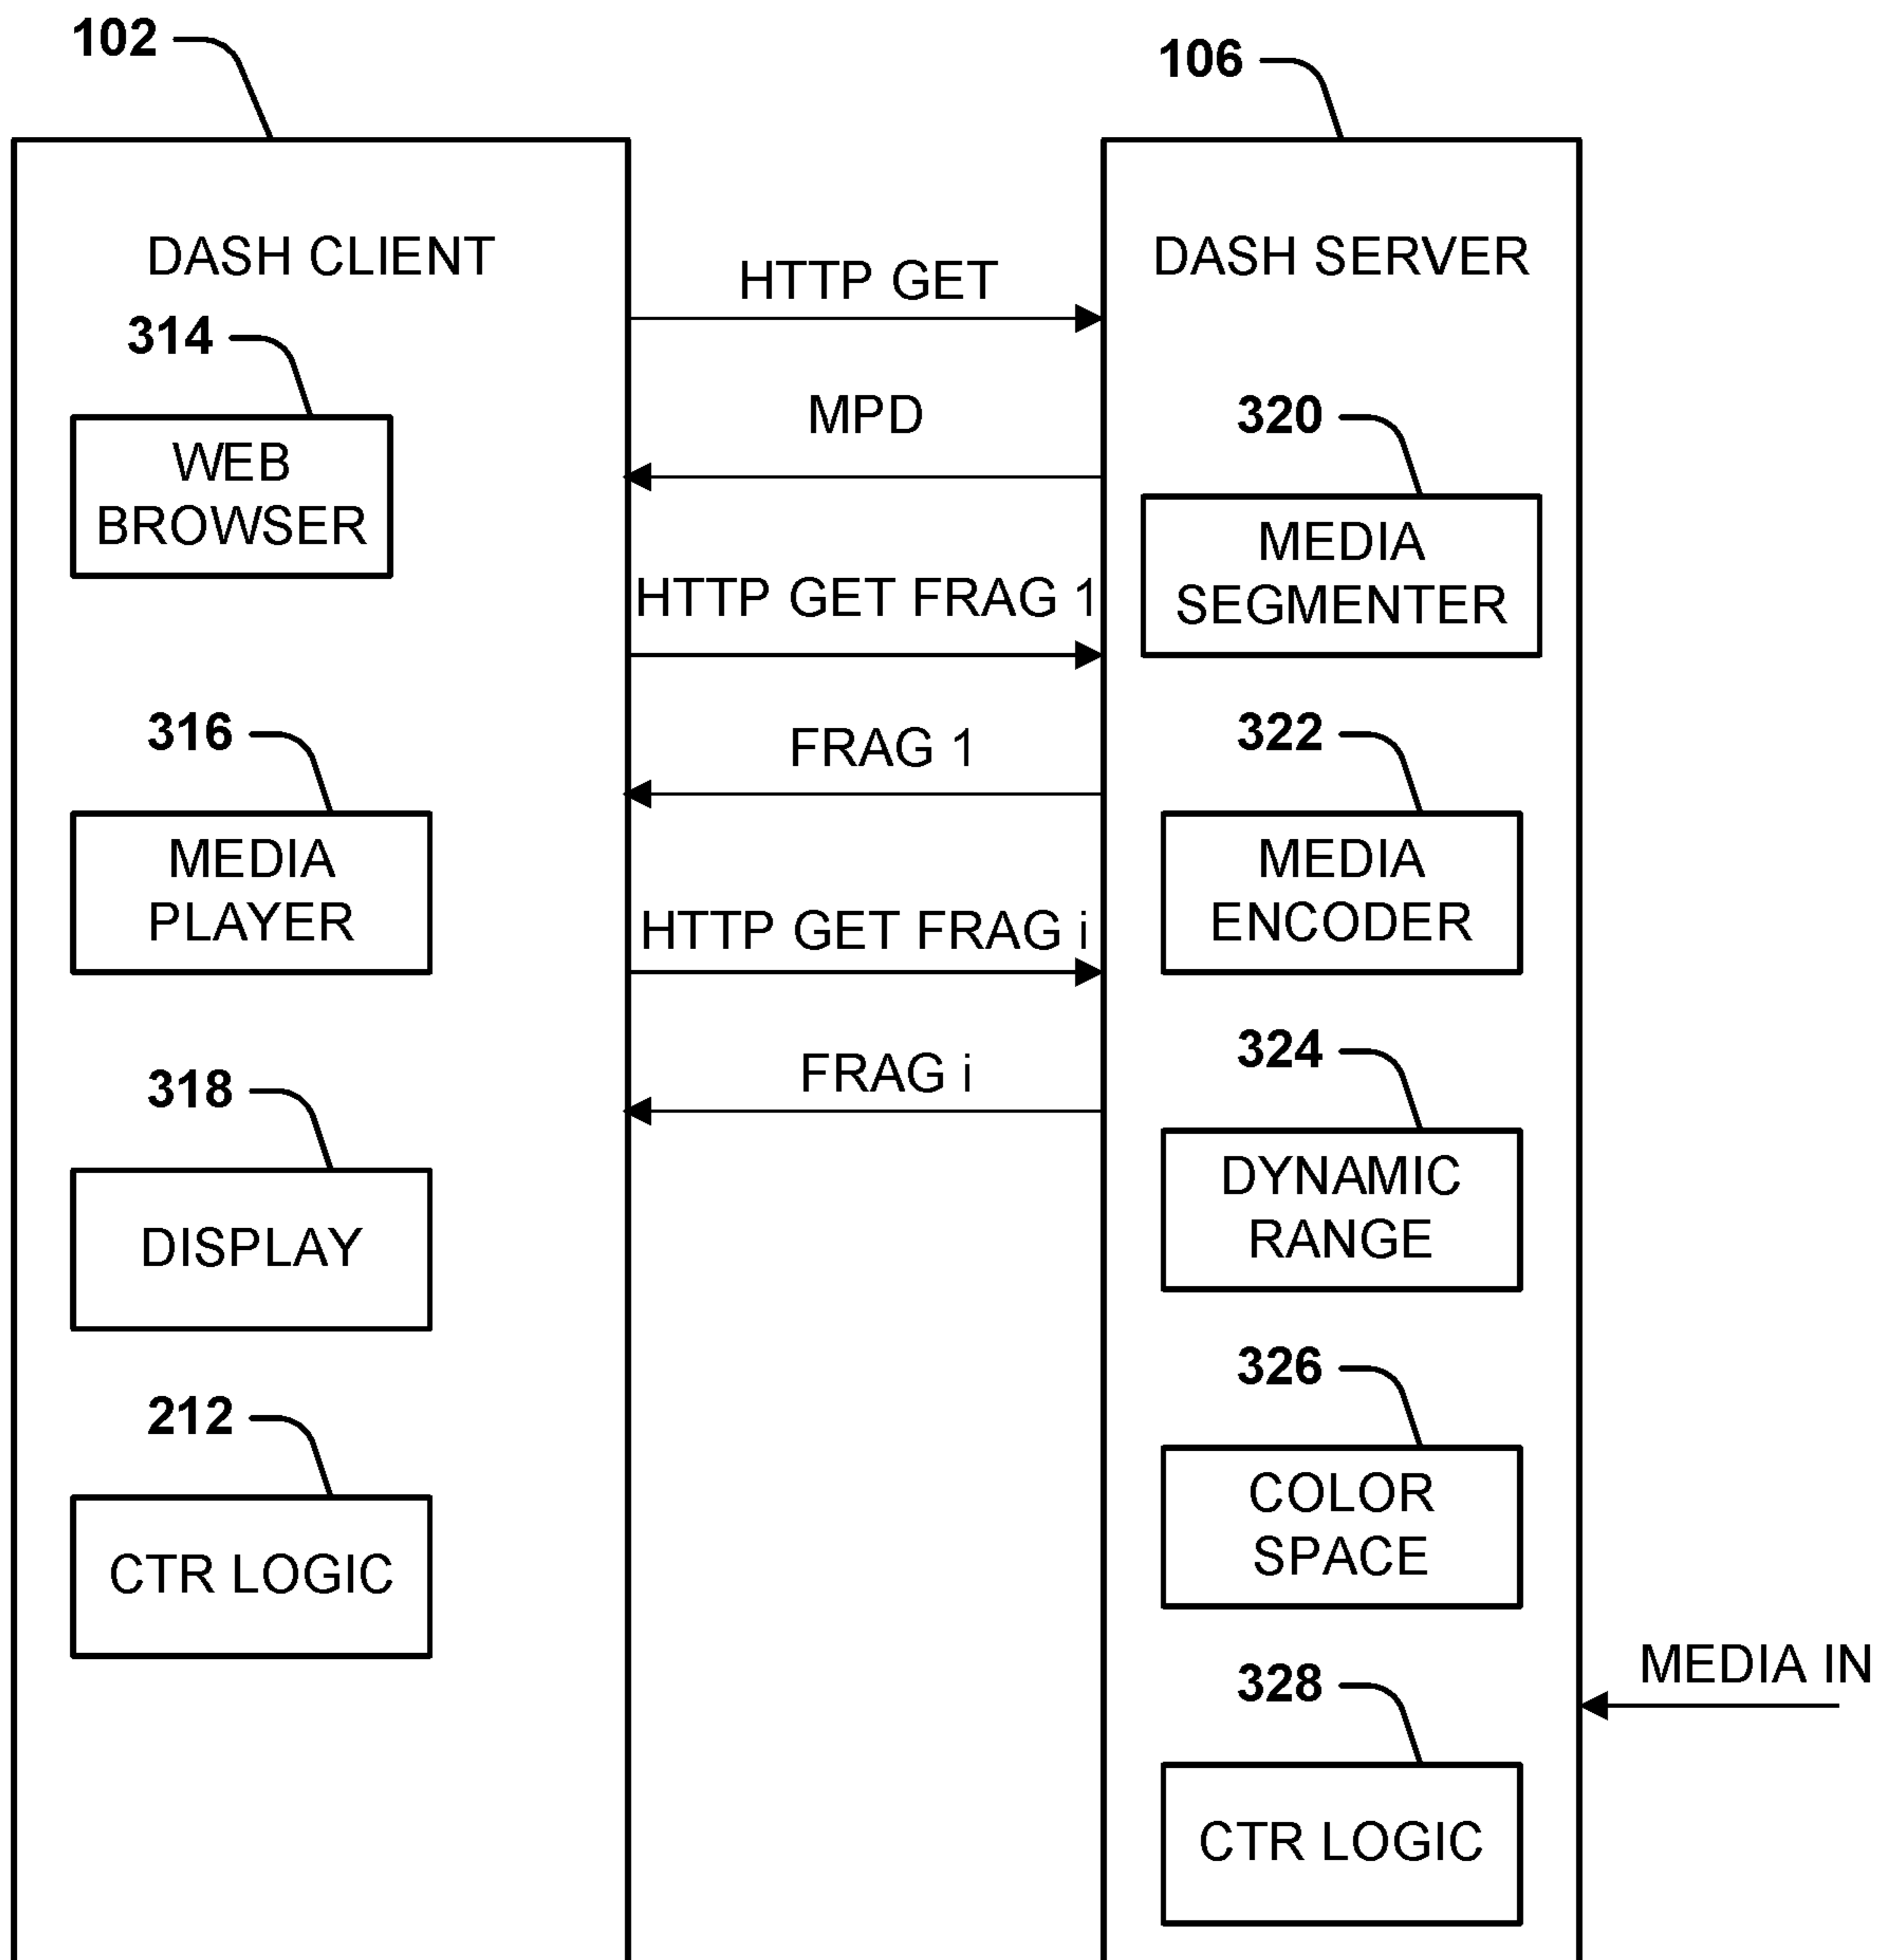 102
106
DASH CLIENT
DASH SERVER
HTTP GET
314
MPD
320
WEB
BROWSER
MEDIA
SEGMENTER
HTTP GET FRAG 1
316
FRAG 1
322
MEDIA
PLAYER
MEDIA
ENCODER
HTTP GET FRAG i
324
FRAG i
318
DYNAMIC
RANGE
DISPLAY
326
212
COLOR
SPACE
CTR LOGIC
MEDIA IN
328
CTR LOGIC